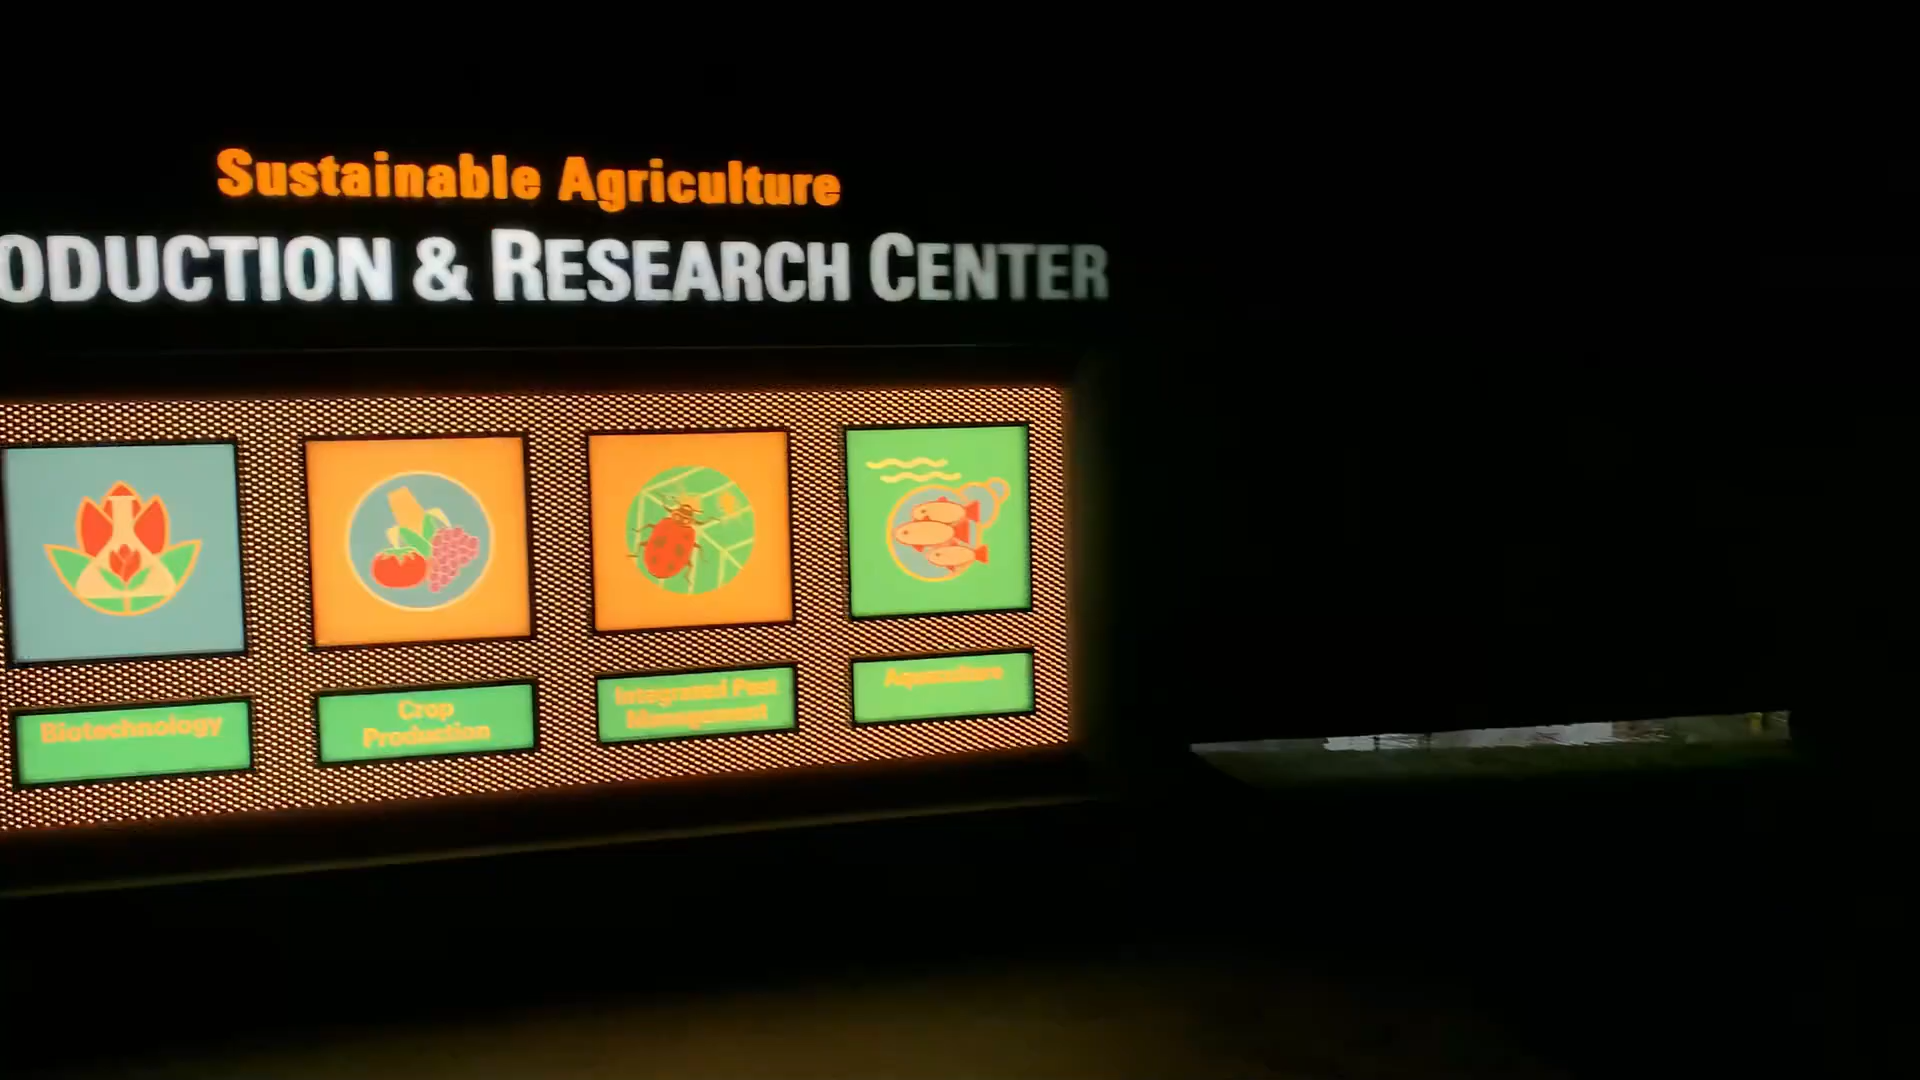 Sustainable Agriculture
ODUCTION & RESEARCH CENTER
Biotechnology
Crop
Production
Integrated Pest
Management
Aquaculture